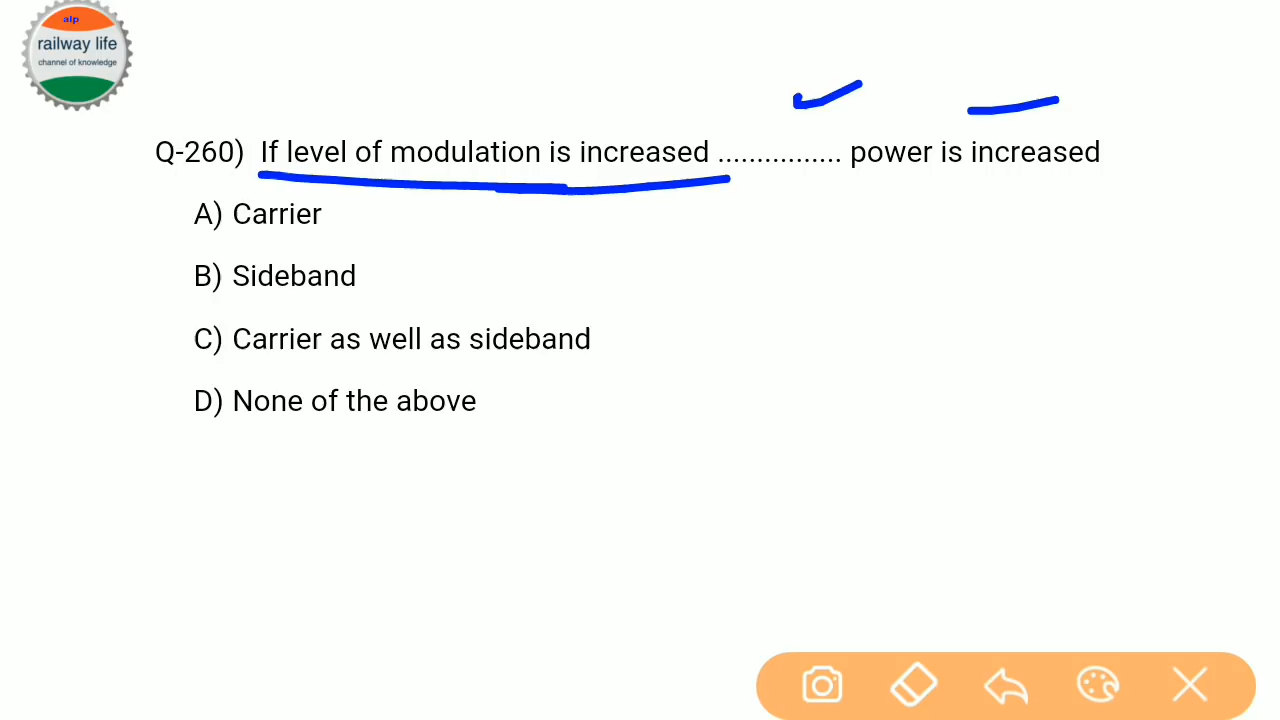 alp
railway life
channel of knowledge
Q-260) If level of modulation is increased ................ power is increased
A) Carrier
B) Sideband
C) Carrier as well as sideband
D) None of the above